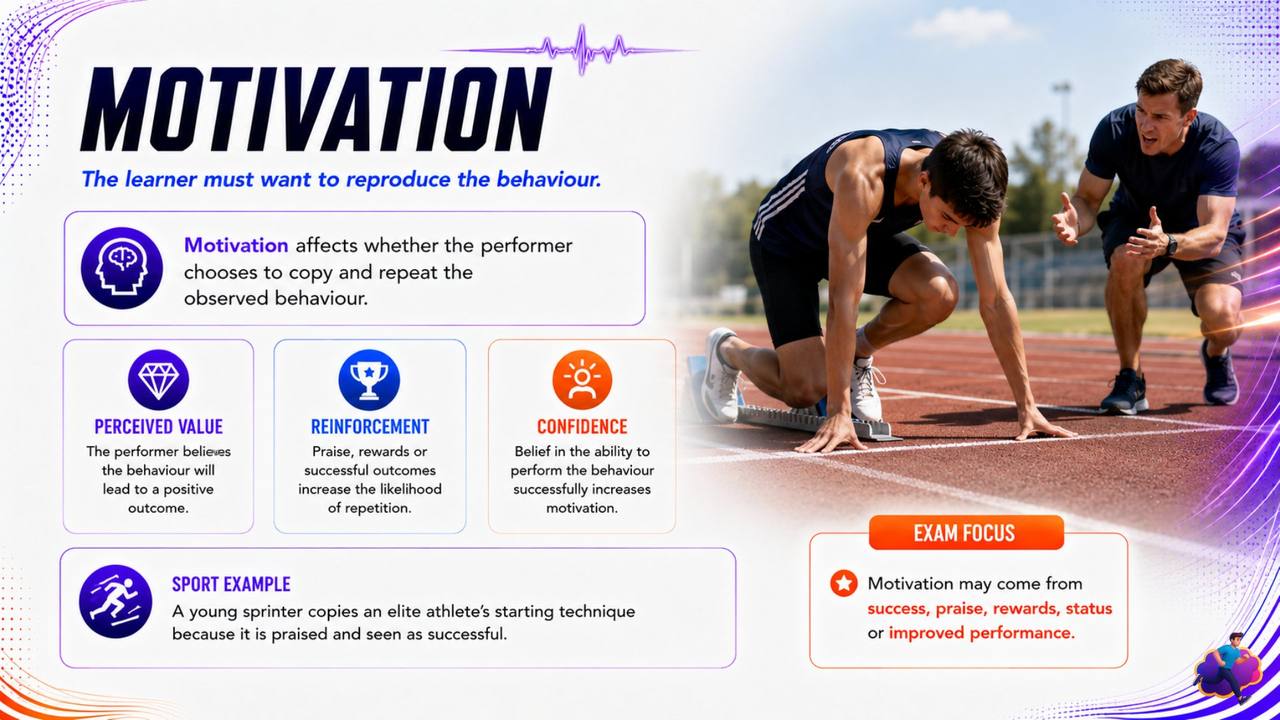 MOTIVATION
The learner must want to reproduce the behaviour.
Motivation affects whether the performer
chooses to copy and repeat the
observed behaviour.
PERCEIVED VALUE
The performer believes
the behaviour will
lead to a positive
outcome.
REINFORCEMENT
Praise, rewards or
successful outcomes
increase the likelihood
of repetition.
CONFIDENCE
Belief in the ability to
perform the behaviour
successfully increases
motivation.
SPORT EXAMPLE
A young sprinter copies an elite athlete's starting technique
because it is praised and seen as successful.
EXAM FOCUS
Motivation may come from
success, praise, rewards, status
or improved performance.